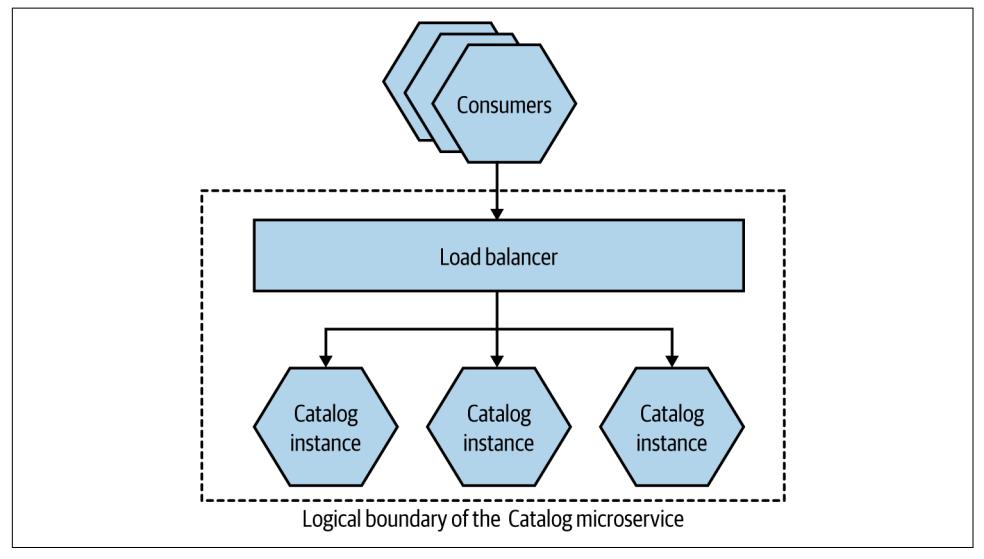 Consumers
Load balancer
Catalog
instance
Catalog
instance
Catalog
instance
Logical boundary of the Catalog microservice